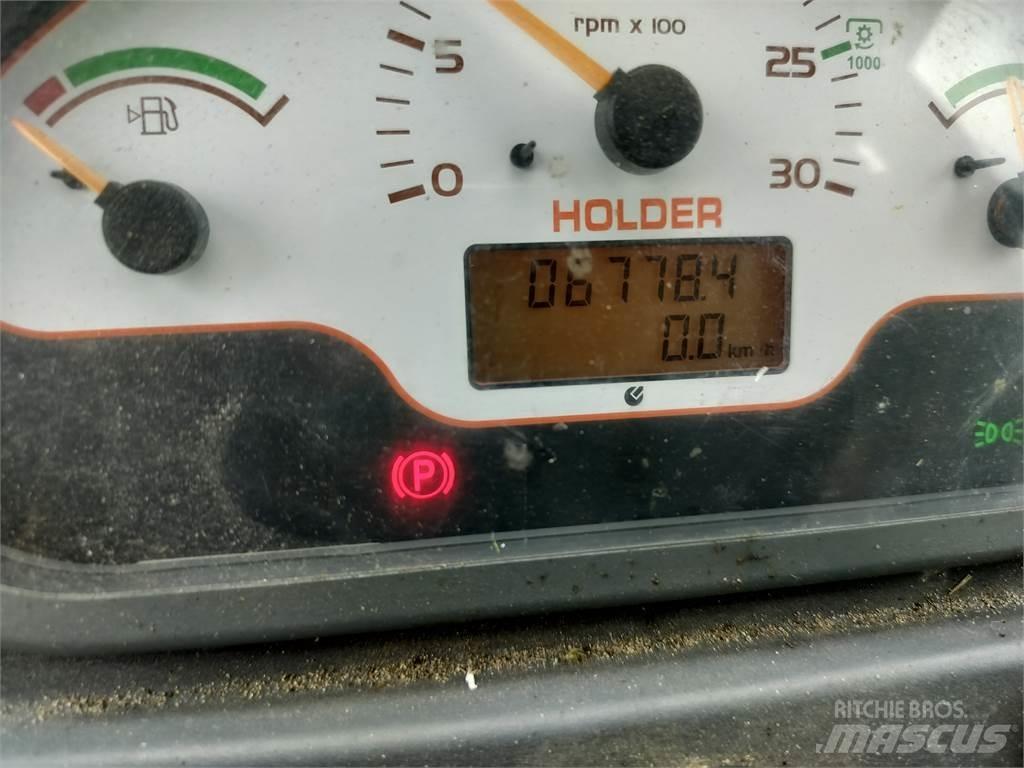 rpm x 100
5
25
1000
0
30
HOLDER
06778.4
0.0 km
P
RITCHIE BROS.
MASCUS